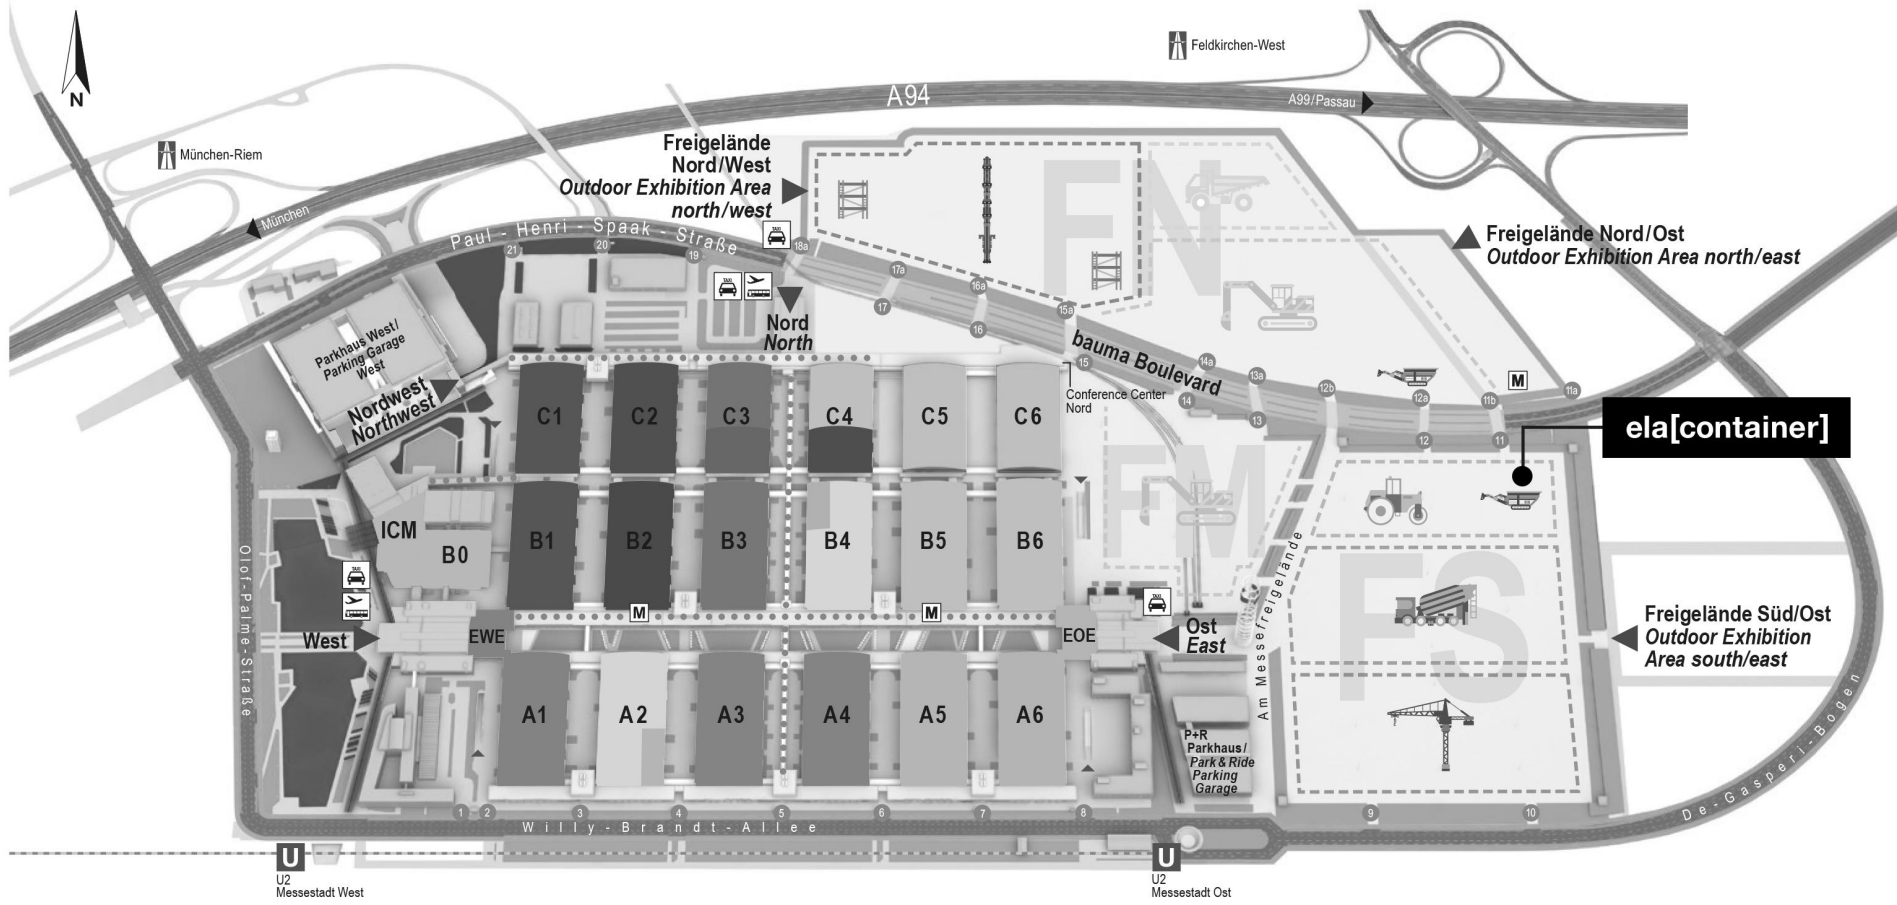 N
Feldkirchen-West
A94
A99/Passau
München-Riem
München
Freigelände
Nord/West
Outdoor Exhibition Area
north/west
Freigelände Nord/Ost
Outdoor Exhibition Area north/east
Paul-Henri-Spaak-Straße
TAXI
21
20
19
18a
17a
17
16a
16
15a
15
14a
14
13a
13
12b
12a
12
11b
11a
11
FN
TAXI
Nord
North
bauma Boulevard
M
Conference Center
Nord
ela[container]
Parkhaus West/
Parking Garage
West
Nordwest
Northwest
C1
C2
C3
C4
C5
C6
FM
ICM
B0
B1
B2
B3
B4
B5
B6
FS
Olof-Palme-Straße
Am Messefreigelände
TAXI
M
M
TAXI
West
EWE
EOE
Ost
East
Freigelände Süd/Ost
Outdoor Exhibition
Area south/east
A1
A2
A3
A4
A5
A6
P+R
Parkhaus/
Park & Ride
Parking
Garage
De-Gasperi-Bogen
1
2
3
4
5
6
7
8
9
10
Willy-Brandt-Allee
U
U2
Messestadt West
U
U2
Messestadt Ost